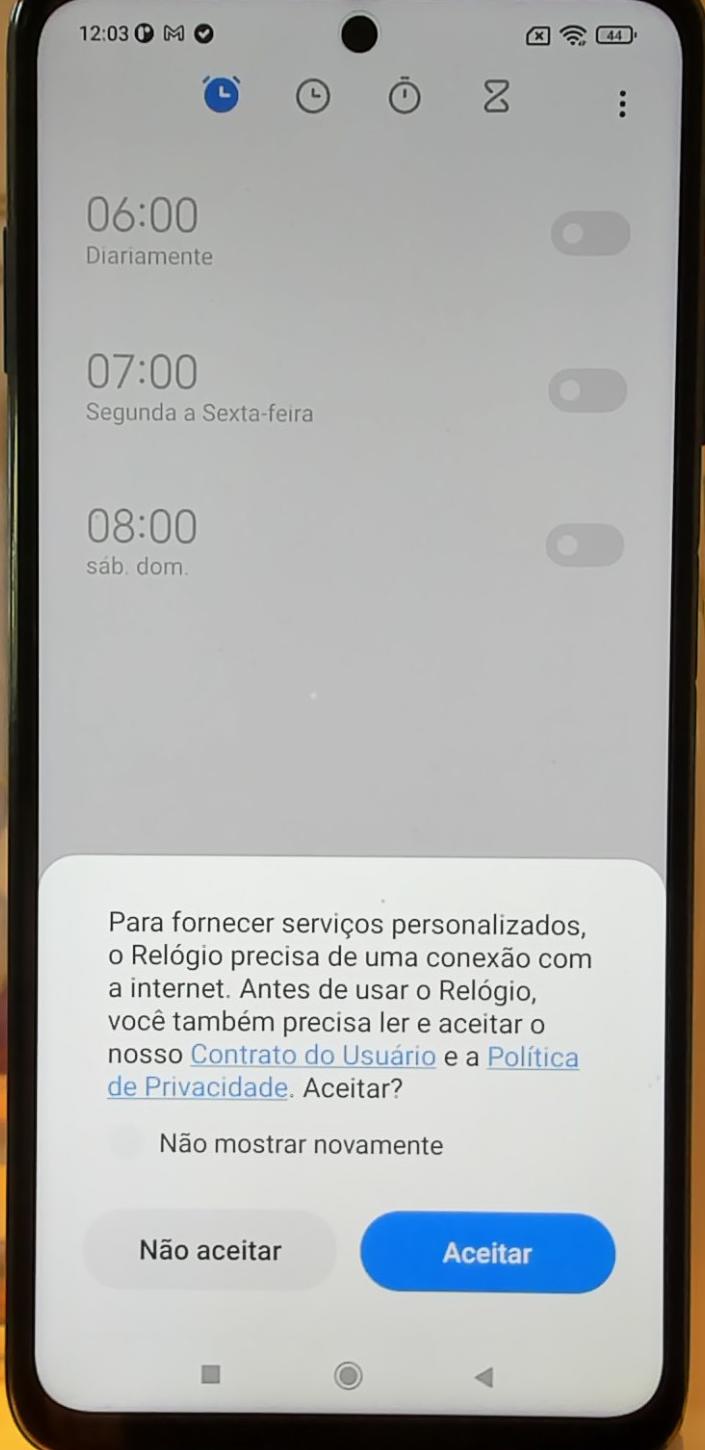 12:03
44
06:00
Diariamente
07:00
Segunda a Sexta-feira
08:00
sáb. dom.
Para fornecer serviços personalizados,
o Relógio precisa de uma conexão com
a internet. Antes de usar o Relógio,
você também precisa ler e aceitar o
nosso Contrato do Usuário e a Política
de Privacidade. Aceitar?
Não mostrar novamente
Não aceitar
Aceitar